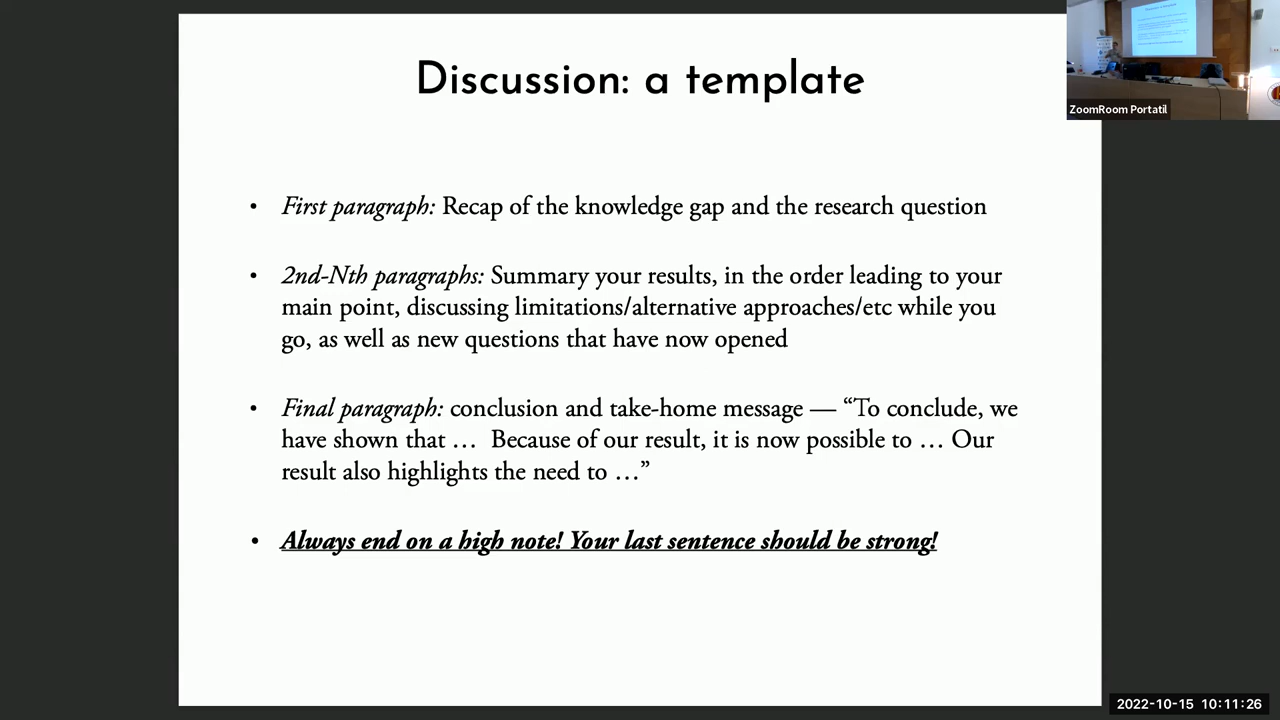 Discussion: a template
• First paragraph: Recap of the knowledge gap and the research question
• 2nd-Nth paragraphs: Summary your results, in the order leading to your
main point, discussing limitations/alternative approaches/etc while you
go, as well as new questions that have now opened
• Final paragraph: conclusion and take-home message — “To conclude, we
have shown that … Because of our result, it is now possible to … Our
result also highlights the need to …”
• Always end on a high note! Your last sentence should be strong!
ZoomRoom Portatil
2022-10-15 10:11:26